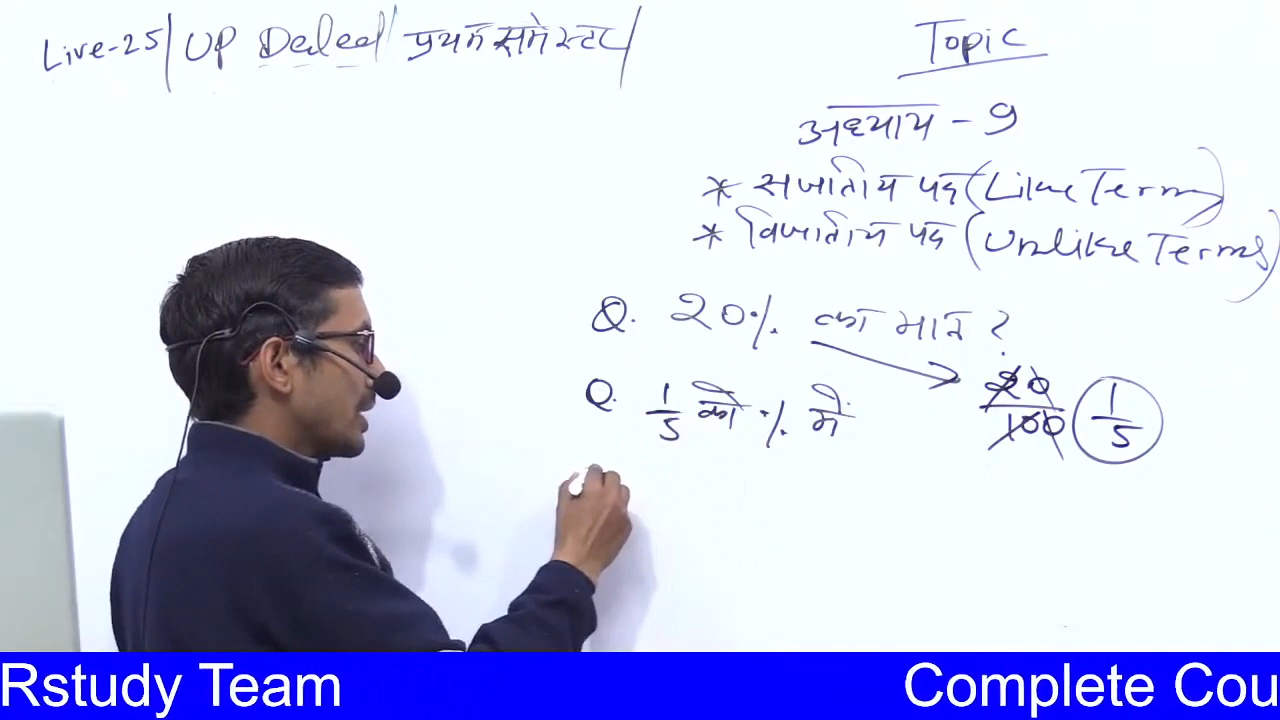 Live-25/ UP Deled/ प्रथम सेमेस्टर/
Topic
अध्याय - 9
* सजातीय पद (Like Terms)
* विजातीय पद (Unlike Terms)
Q. 20% का मान ?
20/100 1/5
Q. 1/5 को % में
Rstudy Team
Complete Cou